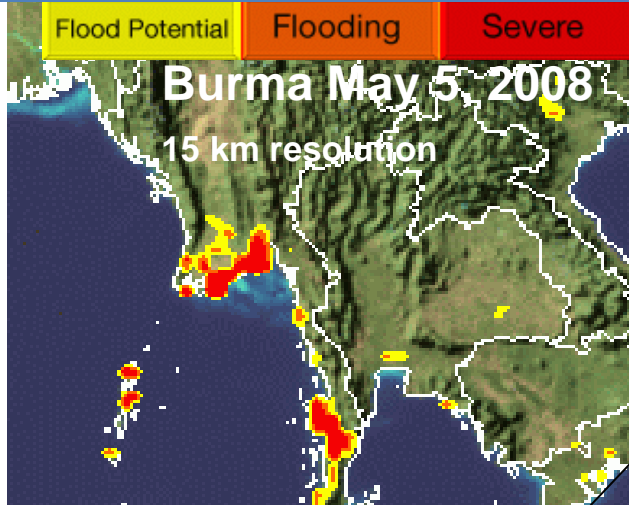 Flood Potential Flooding Severe
Burma May 5, 2008
15 km resolution